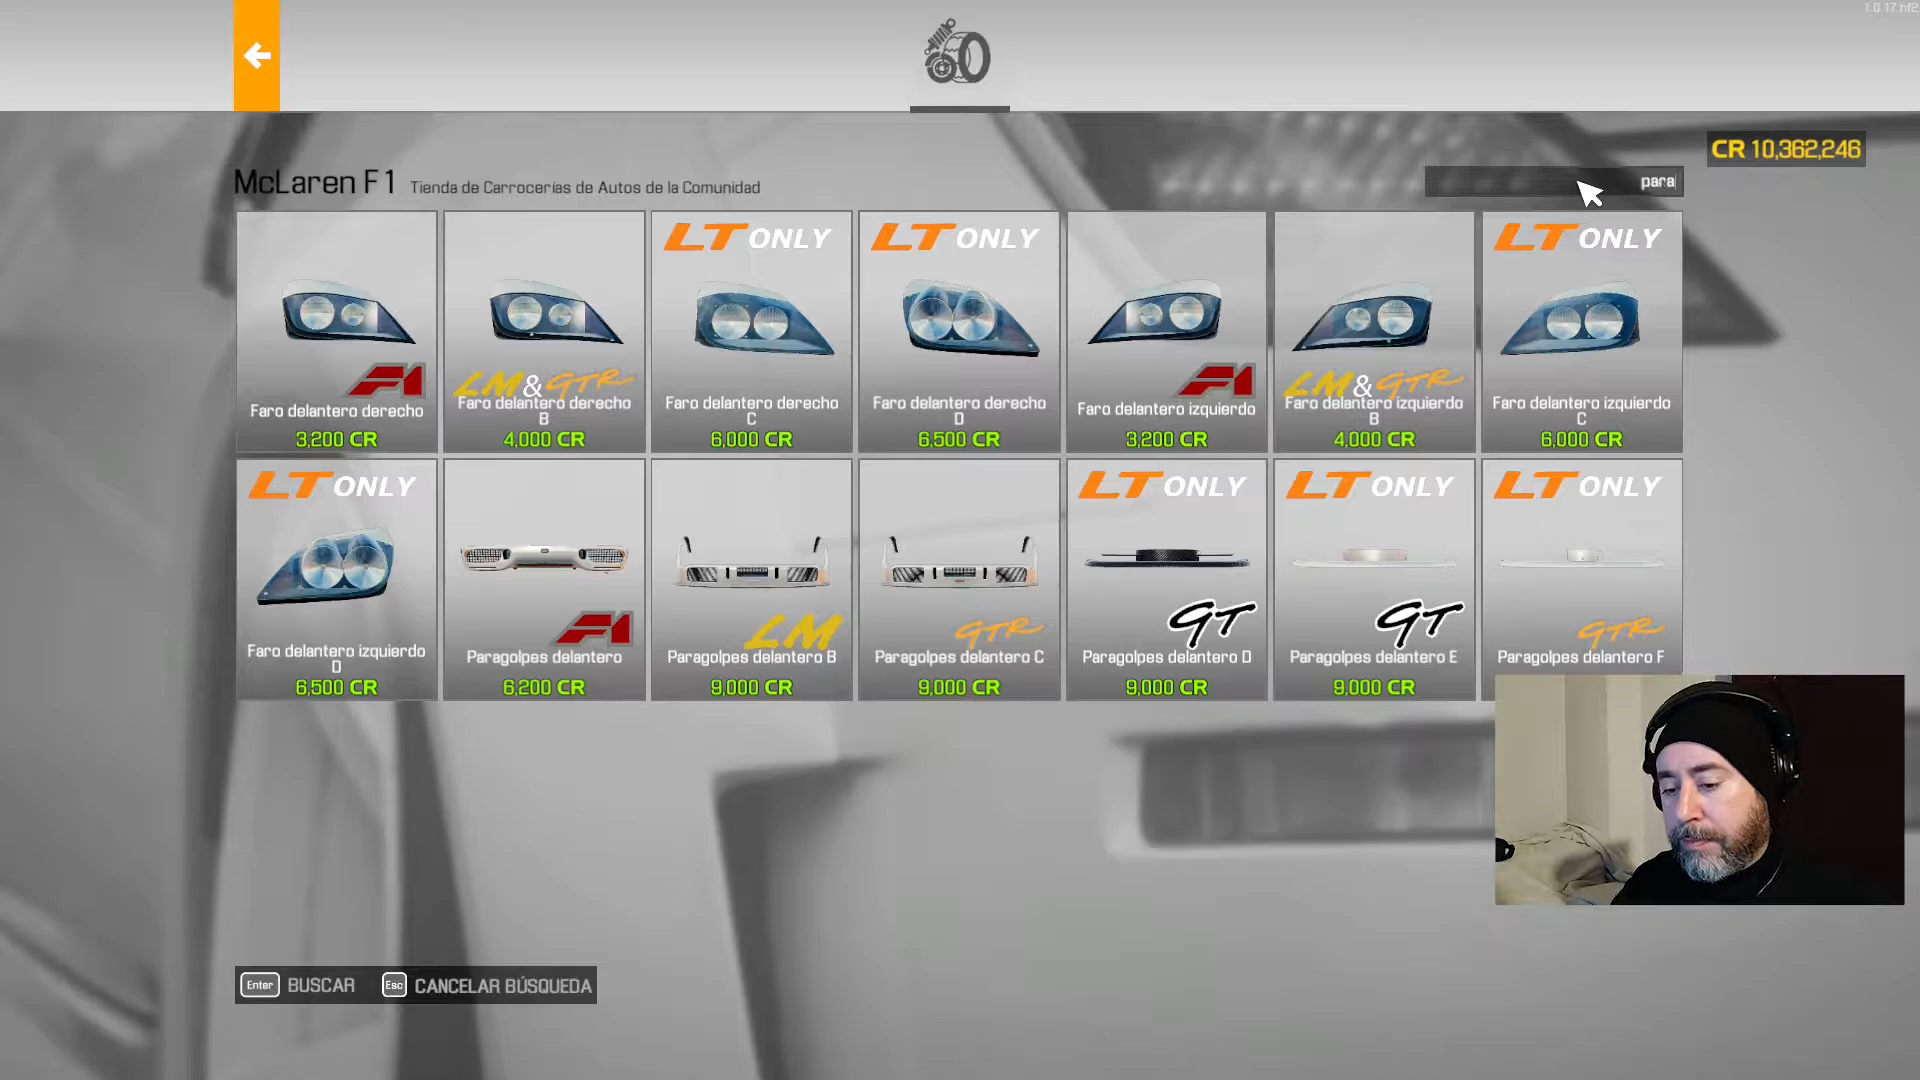 1.0.17.hf2
CR 10,362,246
McLaren F1 Tienda de Carrocerías de Autos de la Comunidad
para
F1
Faro delantero derecho
3,200 CR
LM & GTR
Faro delantero derecho
B
4,000 CR
LT ONLY
Faro delantero derecho
C
6,000 CR
LT ONLY
Faro delantero derecho
D
6,500 CR
F1
Faro delantero izquierdo
3,200 CR
LM & GTR
Faro delantero izquierdo
B
4,000 CR
LT ONLY
Faro delantero izquierdo
C
6,000 CR
LT ONLY
Faro delantero izquierdo
D
6,500 CR
F1
Paragolpes delantero
6,200 CR
LM
Paragolpes delantero B
9,000 CR
GTR
Paragolpes delantero C
9,000 CR
LT ONLY
GT
Paragolpes delantero D
9,000 CR
LT ONLY
GT
Paragolpes delantero E
9,000 CR
LT ONLY
GTR
Paragolpes delantero F
Enter BUSCAR Esc CANCELAR BÚSQUEDA